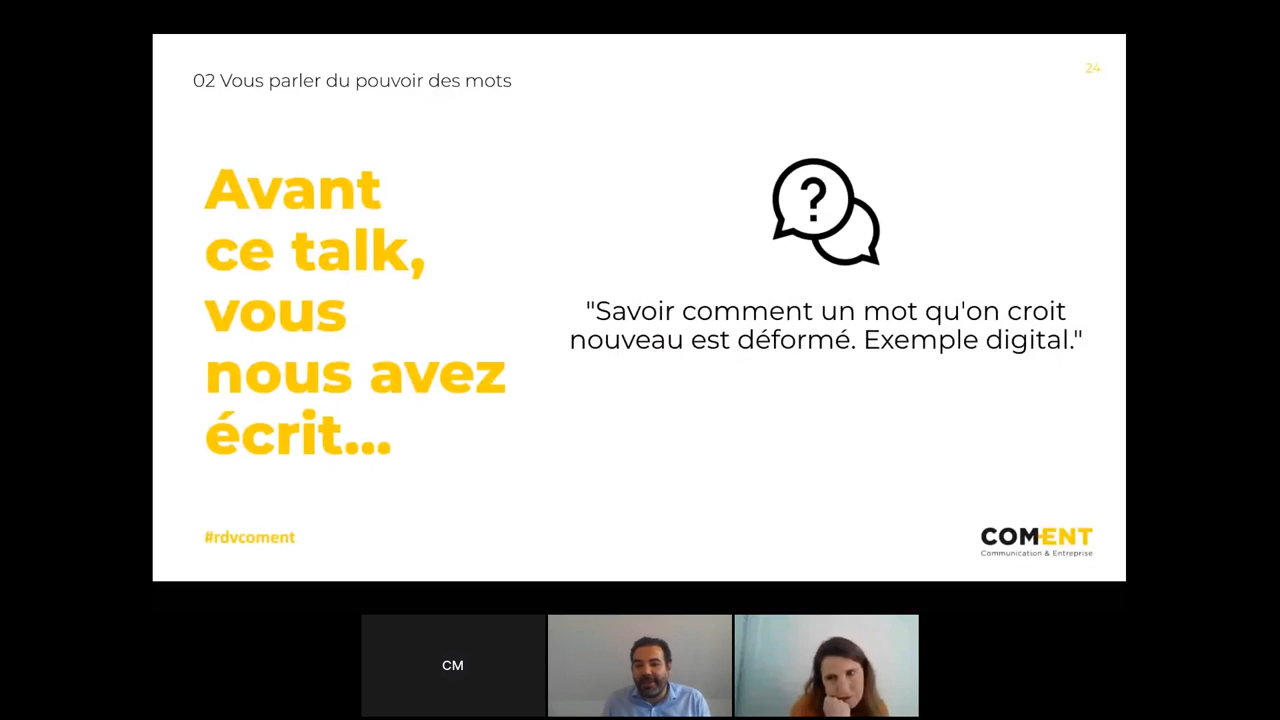 02 Vous parler du pouvoir des mots
24
Avant
ce talk,
vous
nous avez
écrit...
?
"Savoir comment un mot qu'on croit
nouveau est déformé. Exemple digital."
#rdvcoment
COMENT
Communication & Entreprise
CM